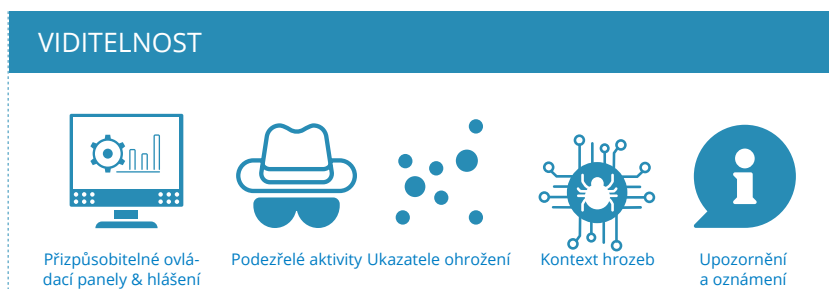 VIDITELNOST
Přizpůsobitelné ovlá-
dací panely & hlášení
Podezřelé aktivity
Ukazatele ohrožení
Kontext hrozeb
Upozornění
a oznámení